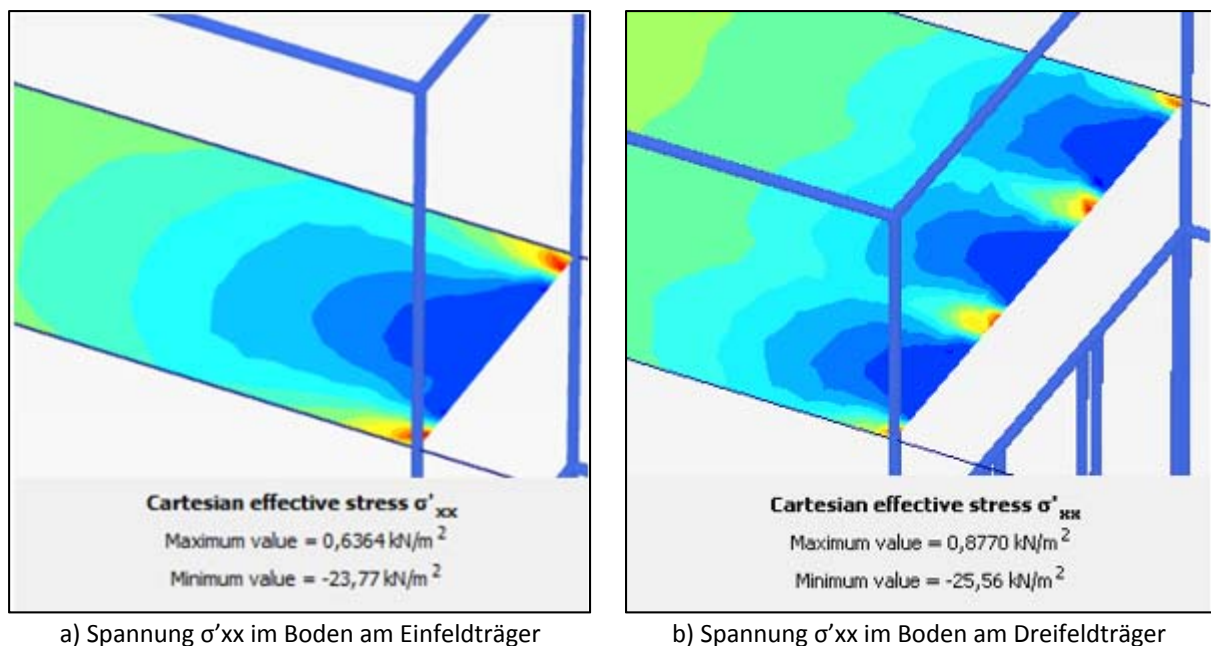 Cartesian effective stress σ'xx
Maximum value = 0,6364 kN/m²
Minimum value = -23,77 kN/m²
a) Spannung σ'xx im Boden am Einfeldträger
Cartesian effective stress σ'xx
Maximum value = 0,8770 kN/m²
Minimum value = -25,56 kN/m²
b) Spannung σ'xx im Boden am Dreifeldträger